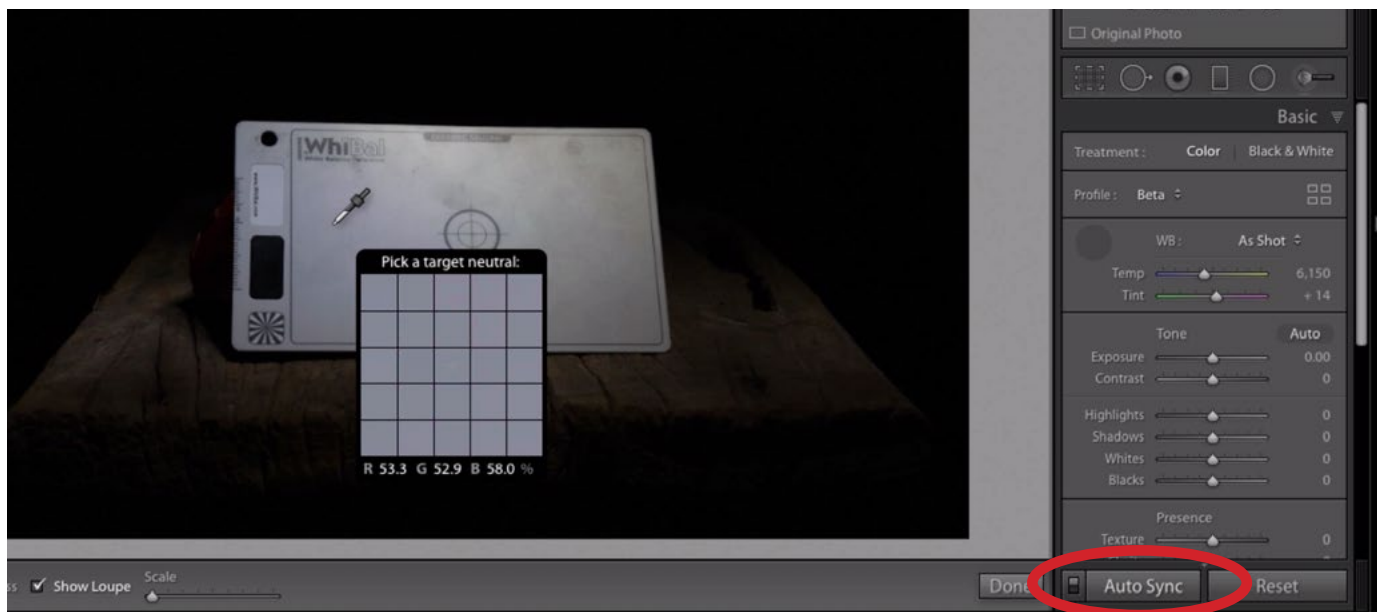 Original Photo
Basic
Treatment : Color Black & White
Profile : Beta
WB : As Shot
Temp 6,150
Tint + 14
Tone Auto
Exposure 0.00
Contrast 0
Highlights 0
Shadows 0
Whites 0
Blacks 0
Presence
Texture 0
WhiBal
Pick a target neutral:
R 53.3 G 52.9 B 58.0 %
Show Loupe Scale
Done
Auto Sync
Reset